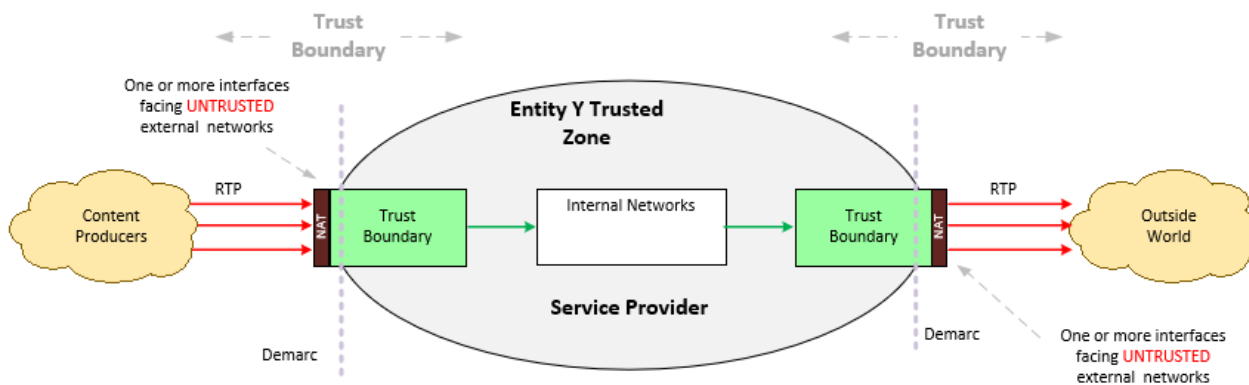 Trust
Boundary
Trust
Boundary
One or more interfaces
facing UNTRUSTED
external networks
Entity Y Trusted
Zone
RTP
RTP
Content
Producers
NAT
Trust
Boundary
Internal Networks
Trust
Boundary
NAT
Outside
World
Service Provider
Demarc
Demarc
One or more interfaces
facing UNTRUSTED
external networks